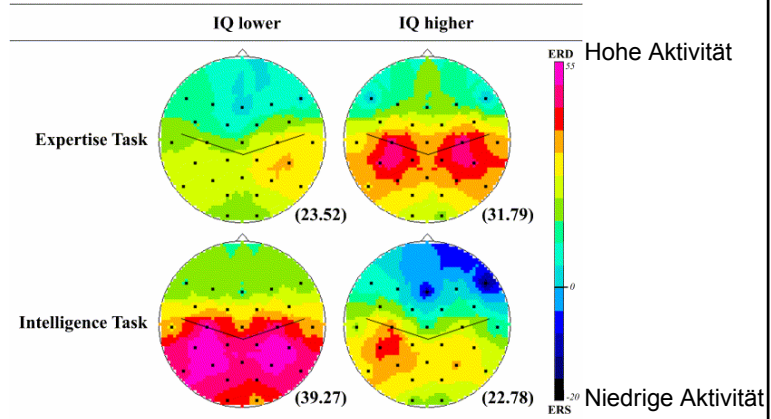 IQ lower IQ higher
ERD Hohe Aktivität
55
Expertise Task
(23.52) (31.79)
0
Intelligence Task
(39.27) (22.78)
-20 Niedrige Aktivität
ERS